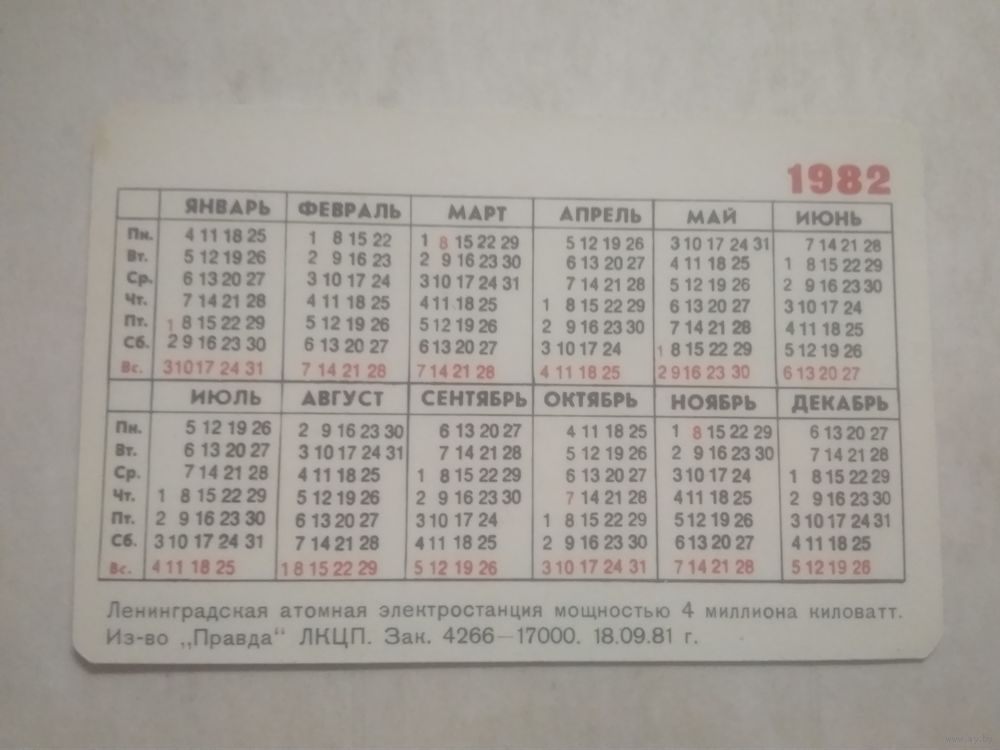 1982
ЯНВАРЬ ФЕВРАЛЬ МАРТ АПРЕЛЬ МАЙ ИЮНЬ
Пн. 4 11 18 25 1 8 15 22 1 8 15 22 29 5 12 19 26 3 10 17 24 31 7 14 21 28
Вт. 5 12 19 26 2 9 16 23 2 9 16 23 30 6 13 20 27 4 11 18 25 1 8 15 22 29
Ср. 6 13 20 27 3 10 17 24 3 10 17 24 31 7 14 21 28 5 12 19 26 2 9 16 23 30
Чт. 7 14 21 28 4 11 18 25 4 11 18 25 1 8 15 22 29 6 13 20 27 3 10 17 24
Пт. 1 8 15 22 29 5 12 19 26 5 12 19 26 2 9 16 23 30 7 14 21 28 4 11 18 25
Сб. 2 9 16 23 30 6 13 20 27 6 13 20 27 3 10 17 24 1 8 15 22 29 5 12 19 26
Вс. 3 10 17 24 31 7 14 21 28 7 14 21 28 4 11 18 25 2 9 16 23 30 6 13 20 27
ИЮЛЬ АВГУСТ СЕНТЯБРЬ ОКТЯБРЬ НОЯБРЬ ДЕКАБРЬ
Пн. 5 12 19 26 2 9 16 23 30 6 13 20 27 4 11 18 25 1 8 15 22 29 6 13 20 27
Вт. 6 13 20 27 3 10 17 24 31 7 14 21 28 5 12 19 26 2 9 16 23 30 7 14 21 28
Ср. 7 14 21 28 4 11 18 25 1 8 15 22 29 6 13 20 27 3 10 17 24 1 8 15 22 29
Чт. 1 8 15 22 29 5 12 19 26 2 9 16 23 30 7 14 21 28 4 11 18 25 2 9 16 23 30
Пт. 2 9 16 23 30 6 13 20 27 3 10 17 24 1 8 15 22 29 5 12 19 26 3 10 17 24 31
Сб. 3 10 17 24 31 7 14 21 28 4 11 18 25 2 9 16 23 30 6 13 20 27 4 11 18 25
Вс. 4 11 18 25 1 8 15 22 29 5 12 19 26 3 10 17 24 31 7 14 21 28 5 12 19 26
Ленинградская атомная электростанция мощностью 4 миллиона киловатт.
Из-во „Правда“ ЛКЦП. Зак. 4266—17000. 18.09.81 г.